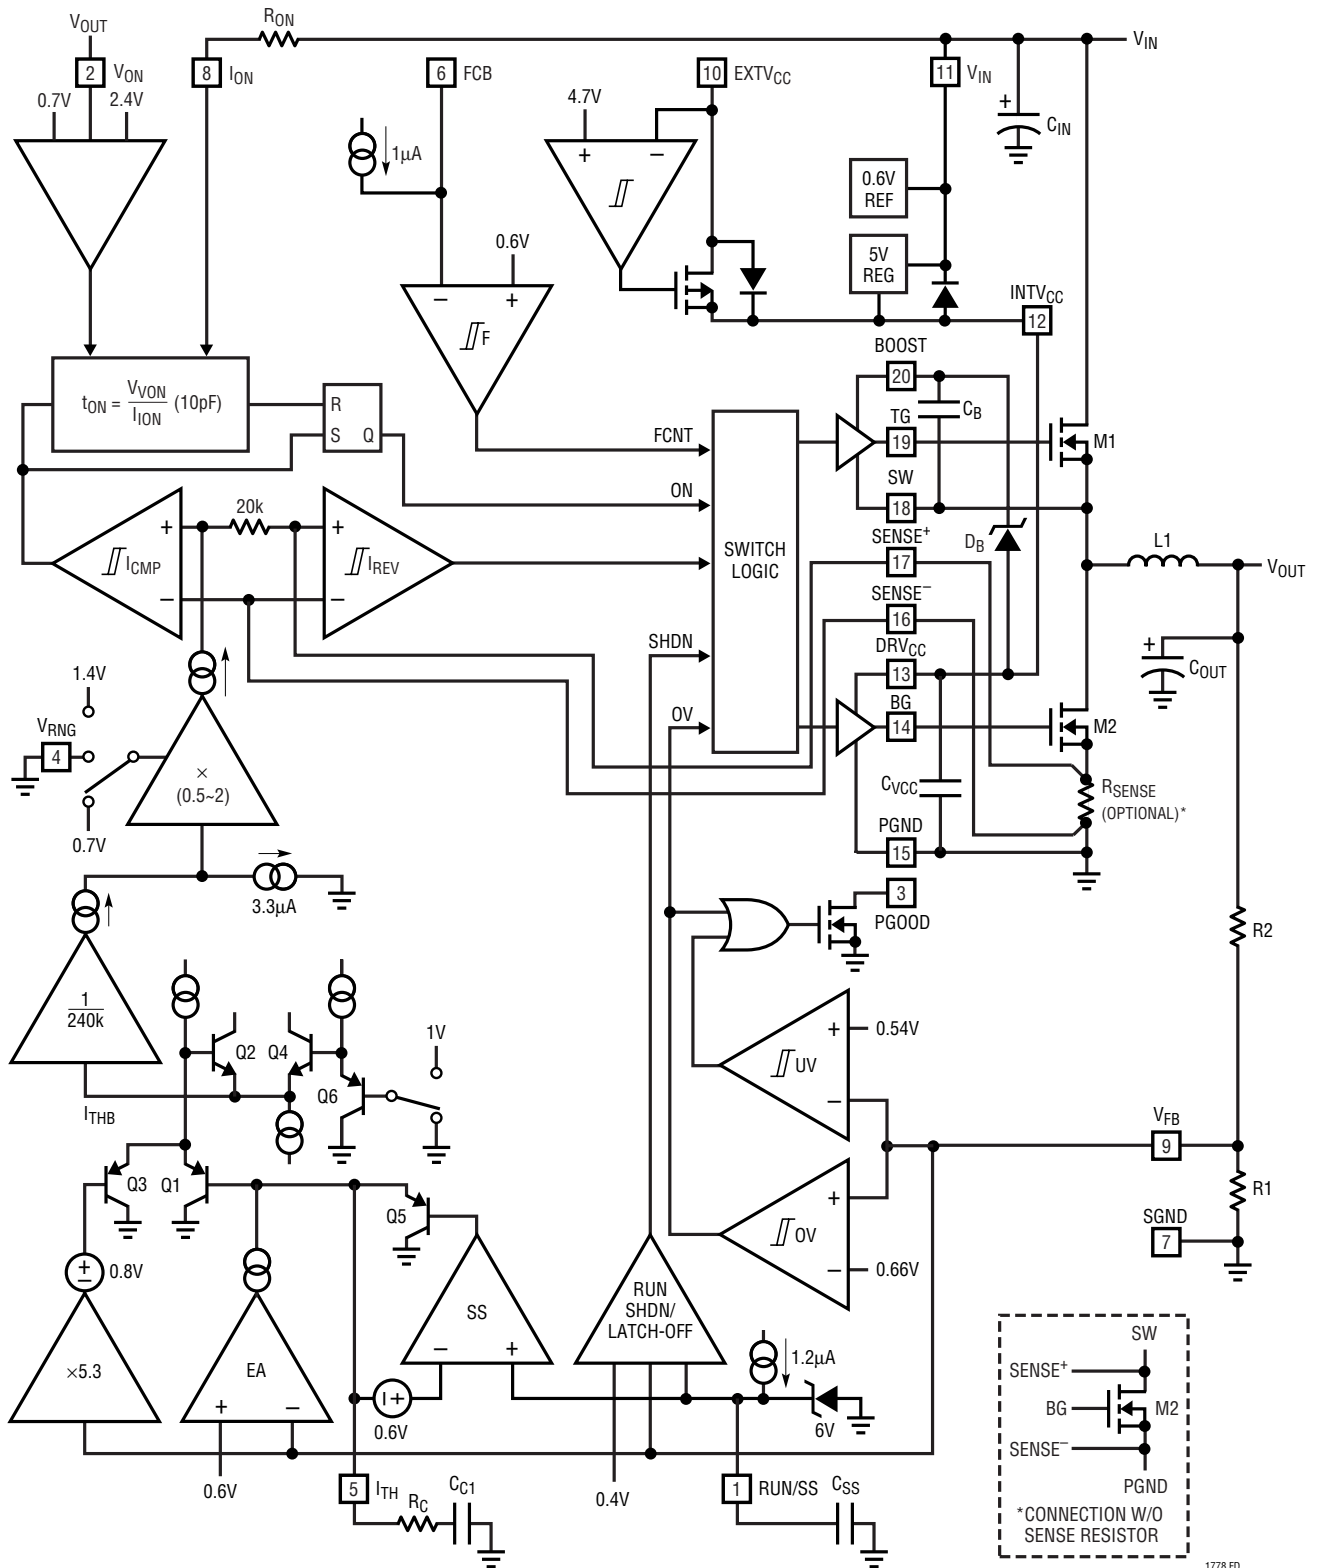 VOUT
RON
VIN
2 VON
8 ION
6 FCB
10 EXTVCC
11 VIN
0.7V 2.4V
4.7V
+ CIN
1µA
+ −
0.6V
REF
0.6V
5V
REG
− +
F
INTVCC
12
BOOST
20
tON = VVON / IION (10pF)
R
S Q
CB
TG
19
M1
FCNT
ON
SW
18
20k
+ +
ICMP IREV
− −
SWITCH
LOGIC
DB
SENSE+
17
L1
VOUT
SENSE−
16
SHDN
DRVCC
13
+ COUT
1.4V
VRNG
4
OV
BG
14
M2
×
(0.5~2)
CVCC
RSENSE
(OPTIONAL)*
0.7V
PGND
15
3.3µA
3
PGOOD
R2
1
240k
Q2 Q4
1V
+ 0.54V
UV
−
Q6
ITHB
VFB
9
Q3 Q1
Q5
+
OV
− 0.66V
R1
SGND
7
+
−
0.8V
SS
− +
RUN
SHDN/
LATCH-OFF
×5.3
EA
+ −
1.2µA
− +
0.6V
6V
SW
SENSE+
BG M2
SENSE−
PGND
*CONNECTION W/O
SENSE RESISTOR
0.6V
5 ITH
RC CC1
0.4V
1 RUN/SS
CSS
1778 FD